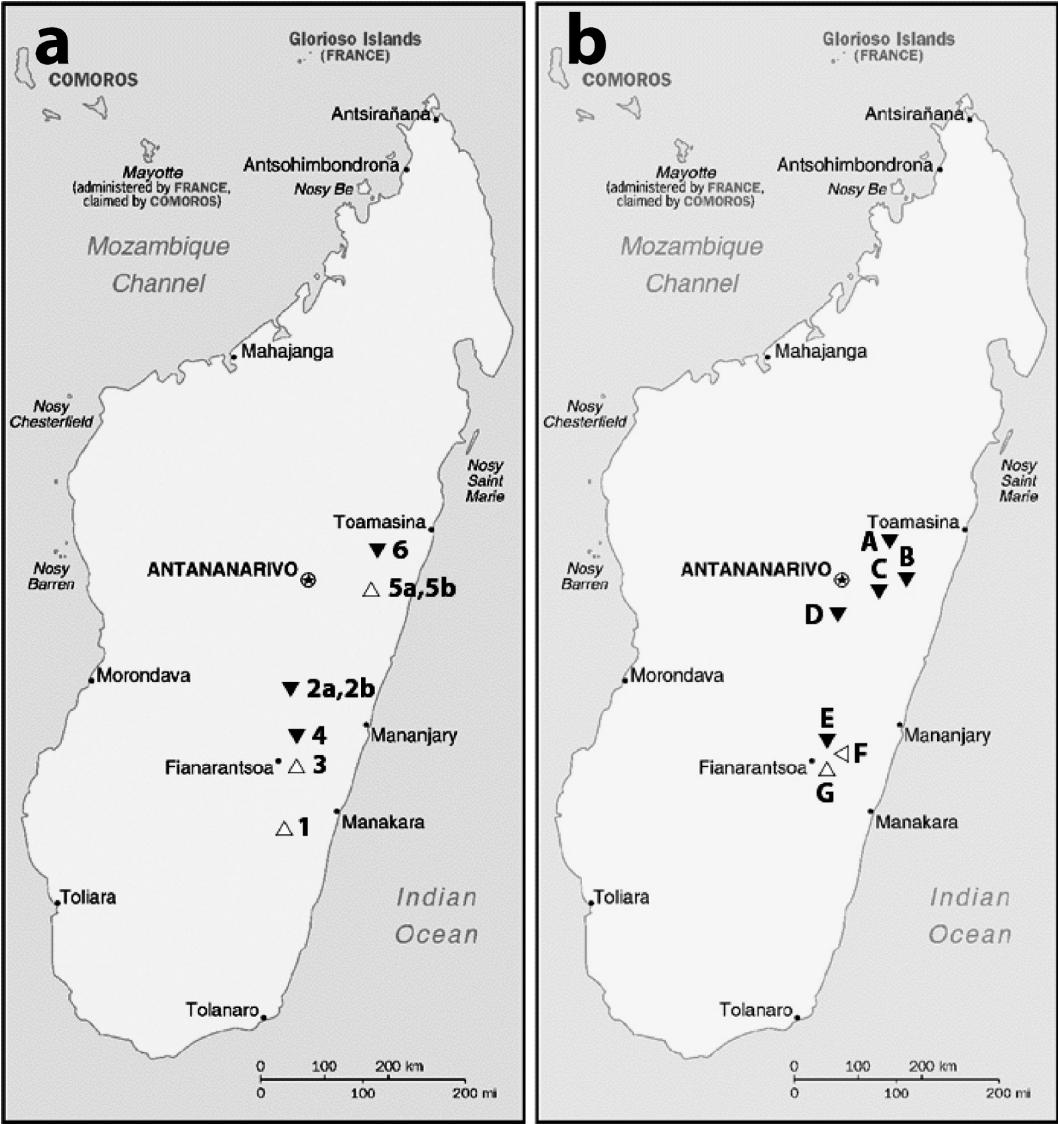 a
Glorioso Islands
(FRANCE)
COMOROS
Antsirañana
Antsohimbondrona
Mayotte
(administered by FRANCE,
claimed by COMOROS)
Nosy Be
Mozambique
Channel
Mahajanga
Nosy
Chesterfield
Nosy
Saint
Marie
Toamasina
6
ANTANANARIVO
Nosy
Barren
5a,5b
Morondava
2a,2b
4
Mananjary
Fianarantsoa
3
Manakara
1
Toliara
Indian
Ocean
Tolanaro
0 100 200 km
0 100 200 mi
b
Glorioso Islands
(FRANCE)
COMOROS
Antsirañana
Antsohimbondrona
Mayotte
(administered by FRANCE,
claimed by COMOROS)
Nosy Be
Mozambique
Channel
Mahajanga
Nosy
Chesterfield
Nosy
Saint
Marie
Toamasina
A
B
ANTANANARIVO
C
Nosy
Barren
D
Morondava
E
Mananjary
F
Fianarantsoa
G
Manakara
Toliara
Indian
Ocean
Tolanaro
0 100 200 km
0 100 200 mi